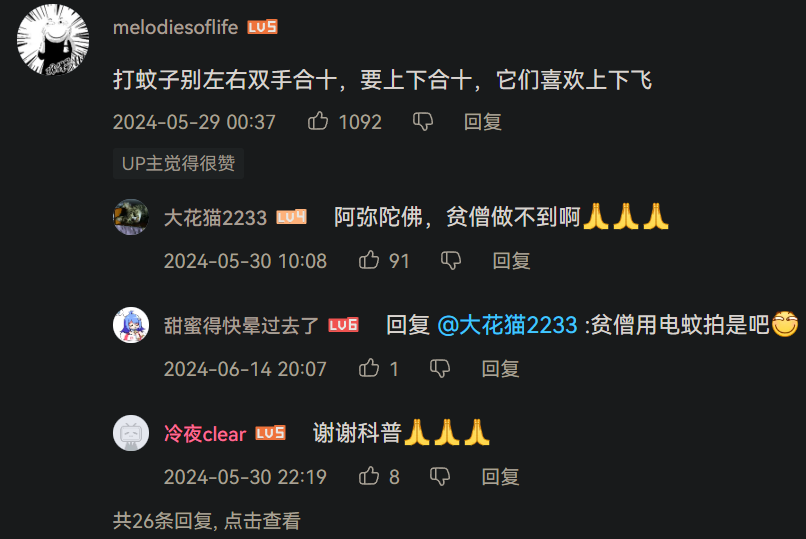 melodiesoflife LV5
打蚊子别左右双手合十，要上下合十，它们喜欢上下飞
2024-05-29 00:37 1092 回复
UP主觉得很赞
大花猫2233 LV4 阿弥陀佛，贫僧做不到啊🙏🙏🙏
2024-05-30 10:08 91 回复
甜蜜得快晕过去了 LV6 回复 @大花猫2233 :贫僧用电蚊拍是吧🤭
2024-06-14 20:07 1 回复
冷夜clear LV5 谢谢科普🙏🙏🙏
2024-05-30 22:19 8 回复
共26条回复, 点击查看